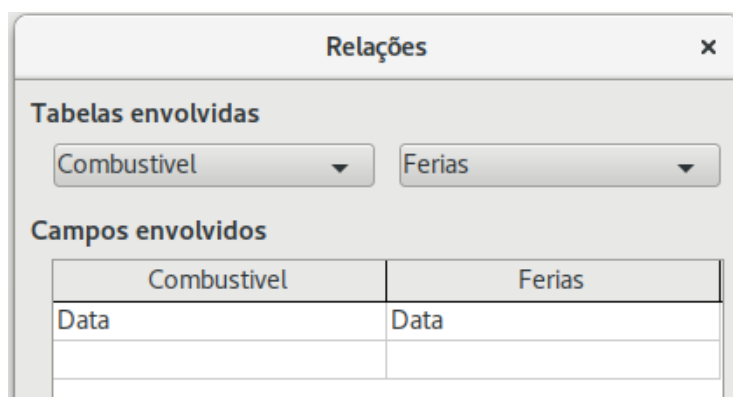 Relações ×
Tabelas envolvidas
Combustivel Ferias
Campos envolvidos
Combustivel Ferias
Data Data